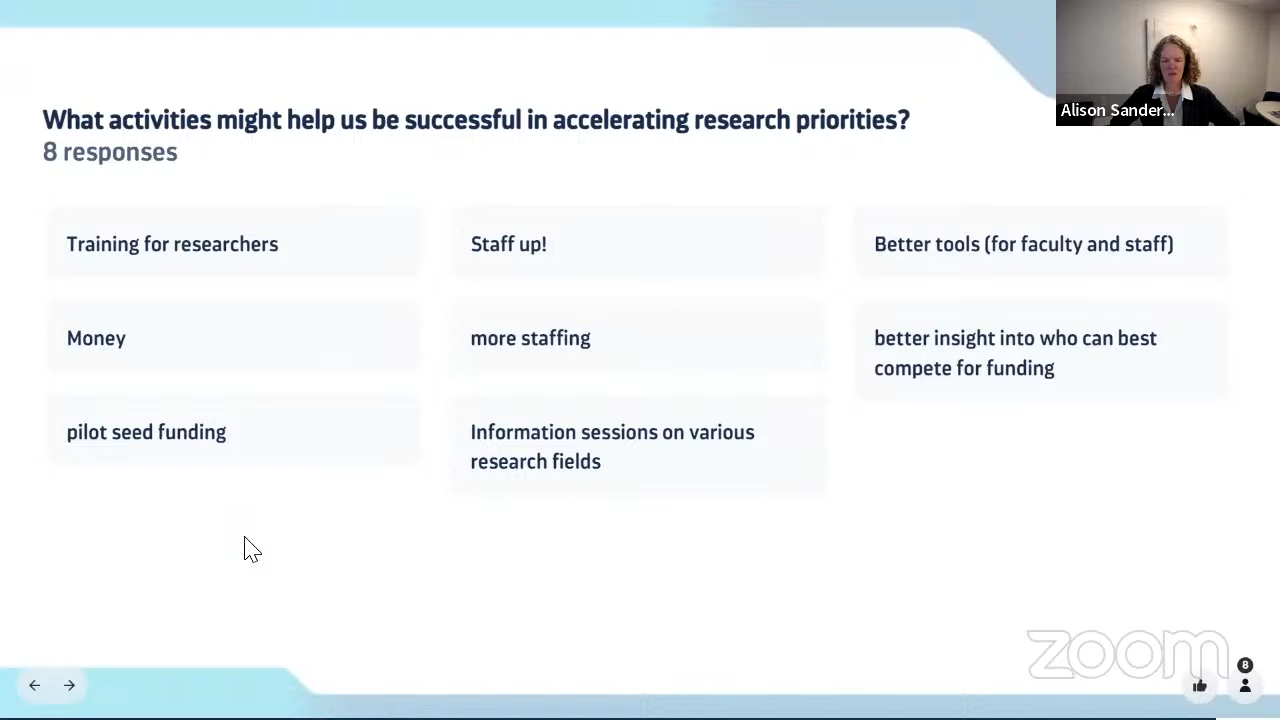 What activities might help us be successful in accelerating research priorities?
8 responses
Alison Sander...
Training for researchers
Staff up!
Better tools (for faculty and staff)
Money
more staffing
better insight into who can best
compete for funding
pilot seed funding
Information sessions on various
research fields
zoom
8